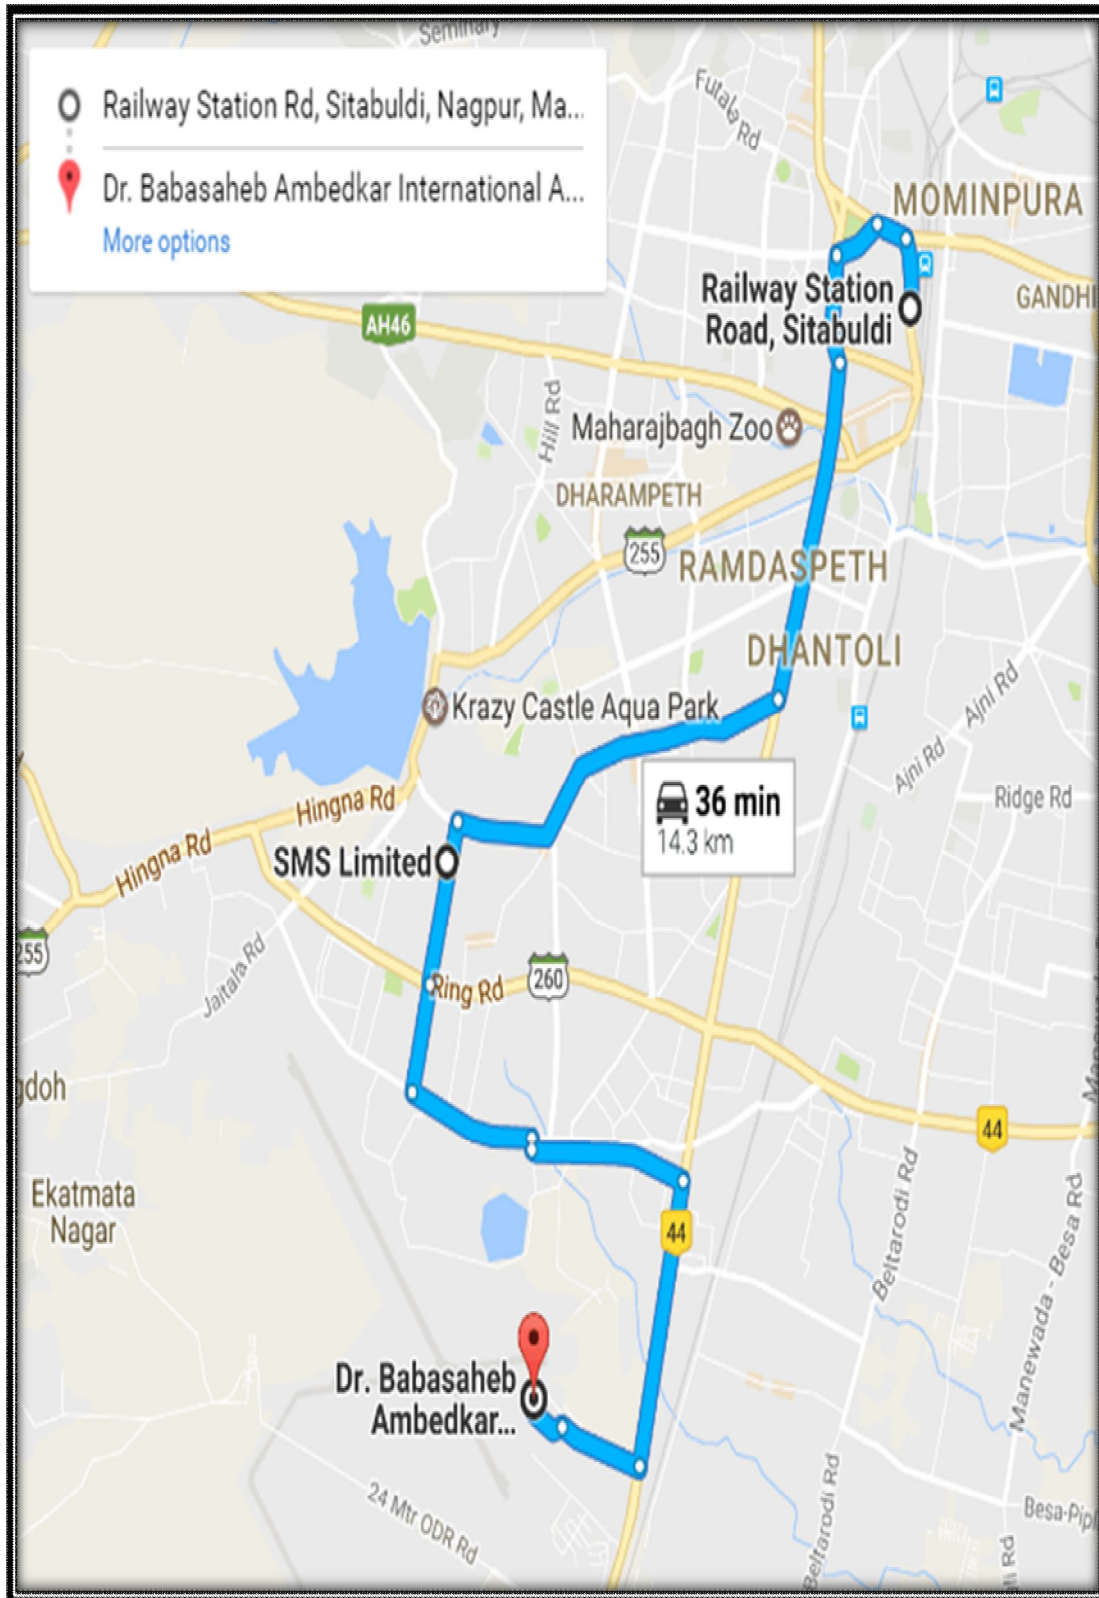 Seminary
Railway Station Rd, Sitabuldi, Nagpur, Ma...
Dr. Babasaheb Ambedkar International A...
More options
Futala Rd
MOMINPURA
Railway Station
Road, Sitabuldi
GANDHI
AH46
Hill Rd
Maharajbagh Zoo
DHARAMPETH
255
RAMDASPETH
DHANTOLI
Krazy Castle Aqua Park
Ajni Rd
Ajni Rd
36 min
14.3 km
Ridge Rd
Hingna Rd
Hingna Rd
SMS Limited
255
Jaitala Rd
Ring Rd
260
gdoh
44
Ekatmata
Nagar
44
Beltarodi Rd
Manewada - Besa Rd
Dr. Babasaheb
Ambedkar...
24 Mtr ODR Rd
Beltarodi Rd
Besa-Pipl